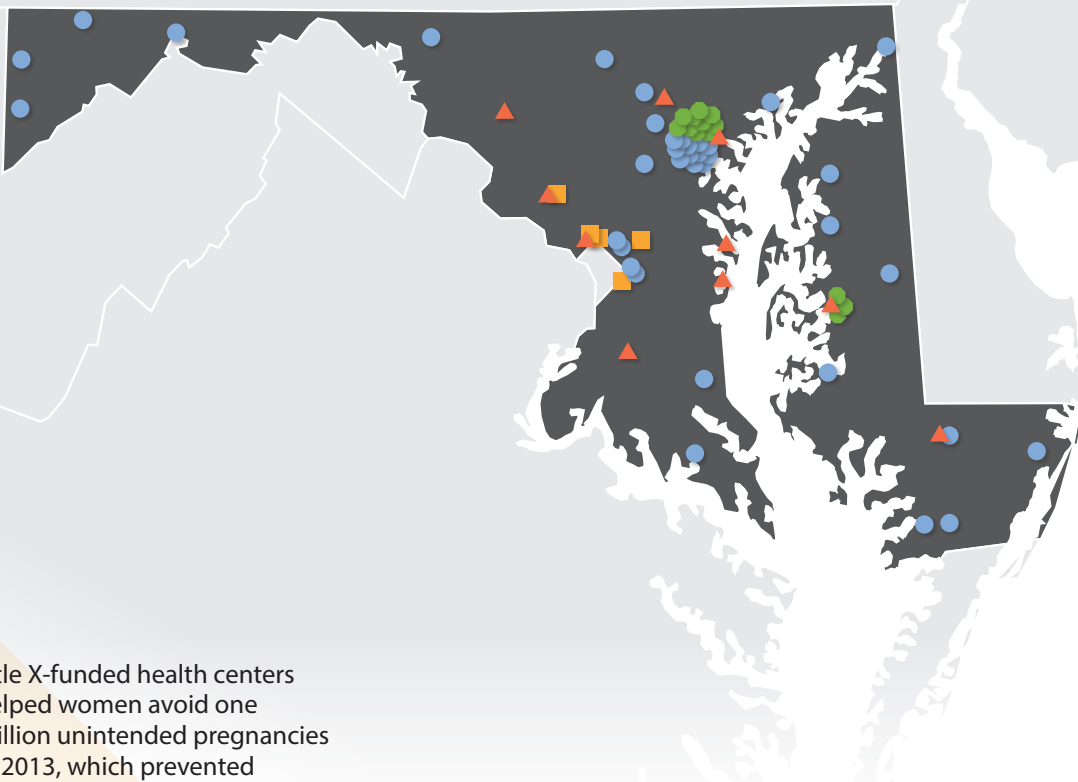 tle X-funded health centers
elped women avoid one
illion unintended pregnancies
2013, which prevented